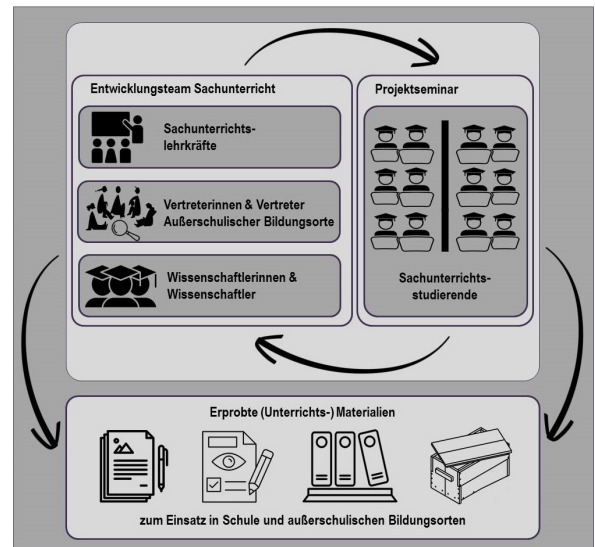 Entwicklungsteam Sachunterricht
Sachunterrichts-
lehrkräfte
Vertreterinnen & Vertreter
Außerschulischer Bildungsorte
Wissenschaftlerinnen &
Wissenschaftler
Projektseminar
Sachunterrichts-
studierende
Erprobte (Unterrichts-) Materialien
zum Einsatz in Schule und außerschulischen Bildungsorten